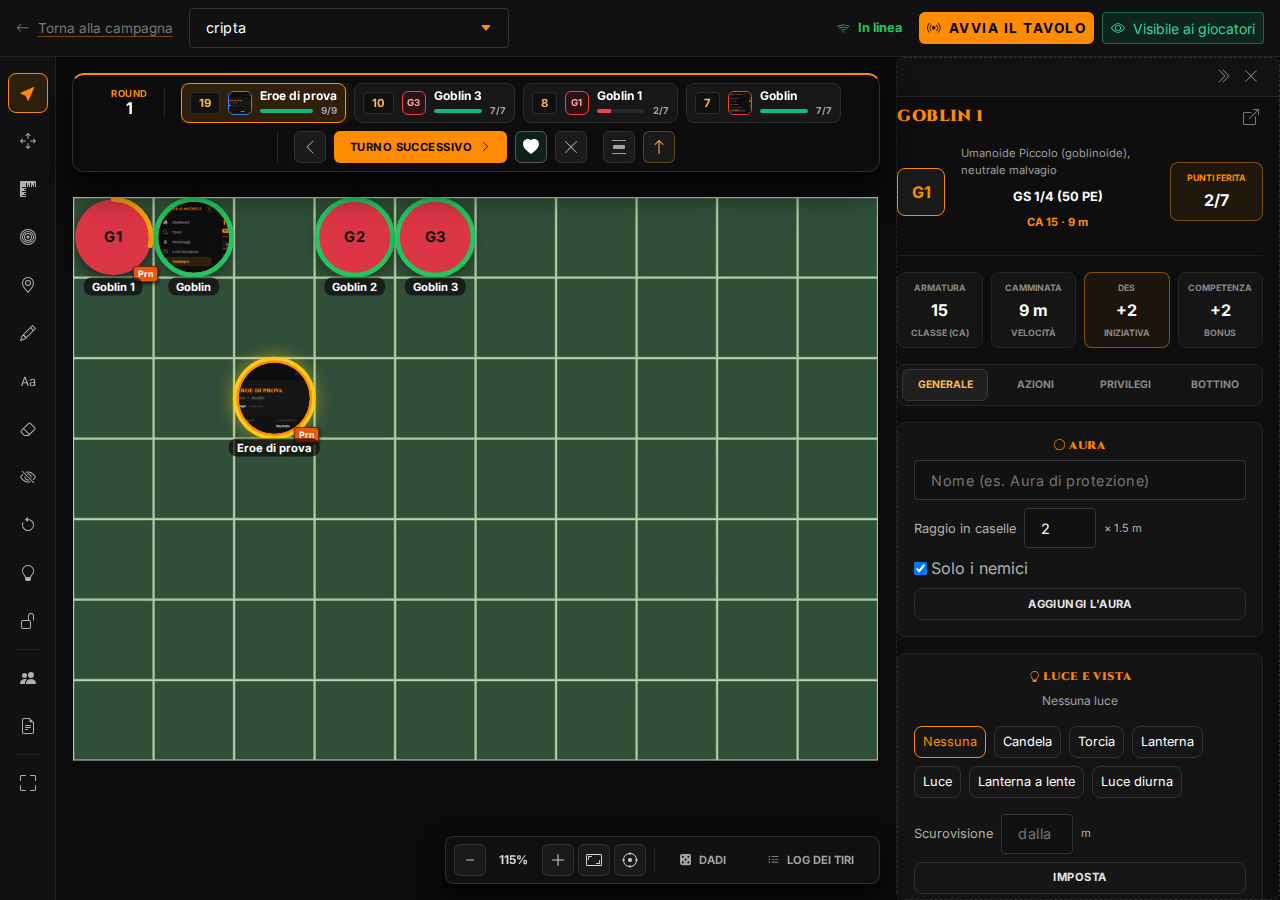 Torna alla campagna
cripta
In linea
AVVIA IL TAVOLO
Visibile ai giocatori
ROUND
1
19
Eroe di prova
9/9
10
G3
Goblin 3
7/7
8
G1
Goblin 1
2/7
7
Goblin
7/7
TURNO SUCCESSIVO
Aa
G1
Prn
Goblin 1
Goblin
G2
Goblin 2
G3
Goblin 3
EROE DI PROVA
Prn
Eroe di prova
115%
DADI
LOG DEI TIRI
GOBLIN 1
G1
Umanoide Piccolo (goblinoide),
neutrale malvagio
GS 1/4 (50 PE)
CA 15 · 9 m
PUNTI FERITA
2/7
ARMATURA
15
CLASSE (CA)
CAMMINATA
9 m
VELOCITÀ
DES
+2
INIZIATIVA
COMPETENZA
+2
BONUS
GENERALE
AZIONI
PRIVILEGI
BOTTINO
AURA
Nome (es. Aura di protezione)
Raggio in caselle
2
× 1.5 m
Solo i nemici
AGGIUNGI L'AURA
LUCE E VISTA
Nessuna luce
Nessuna
Candela
Torcia
Lanterna
Luce
Lanterna a lente
Luce diurna
Scurovisione
dalla
m
IMPOSTA